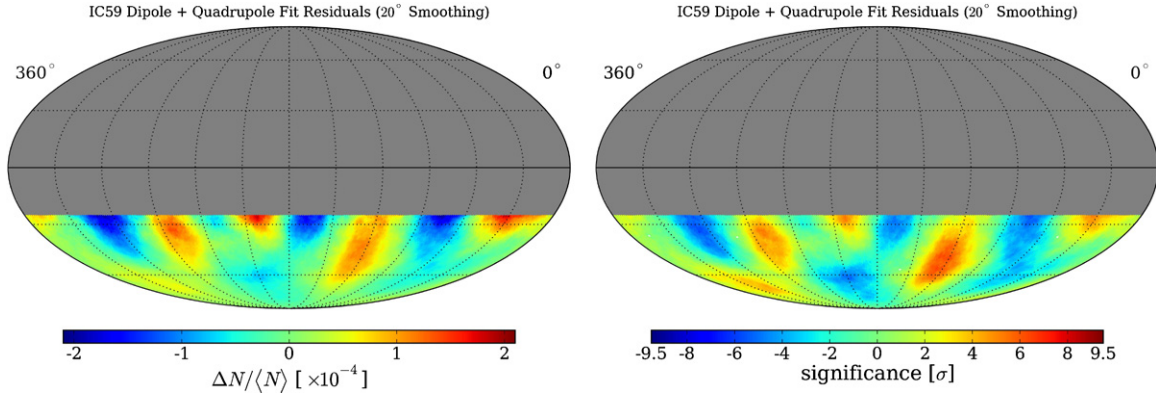 IC59 Dipole + Quadrupole Fit Residuals (20° Smoothing)
360°
0°
-2 -1 0 1 2
ΔN/⟨N⟩ [ ×10⁻⁴ ]
IC59 Dipole + Quadrupole Fit Residuals (20° Smoothing)
360°
0°
-9.5 -8 -6 -4 -2 0 2 4 6 8 9.5
significance [σ]